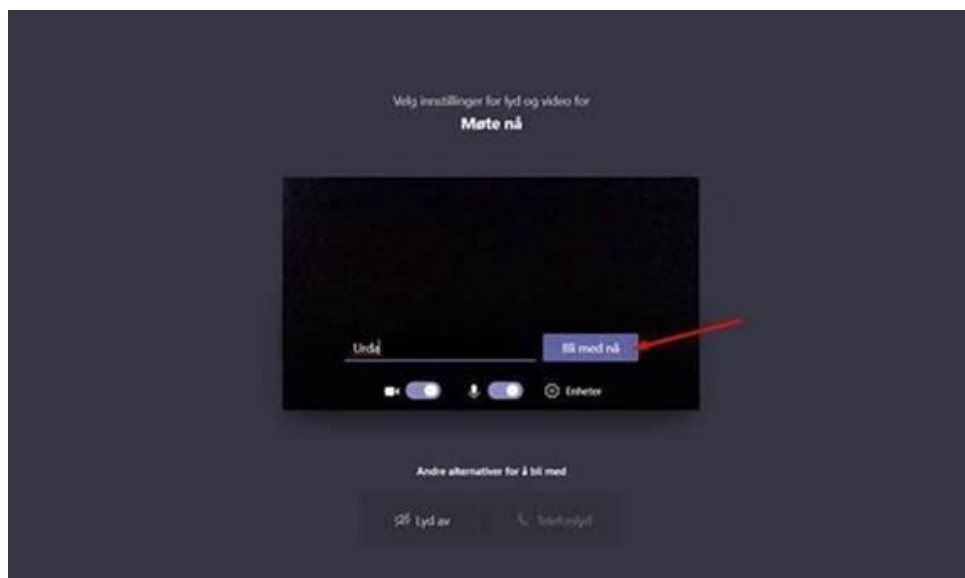 Velg innstillinger for lyd og video for
Møte nå
Urda
Bli med nå
Enheter
Andre alternativer for å bli med
Lyd av
Telefonlyd